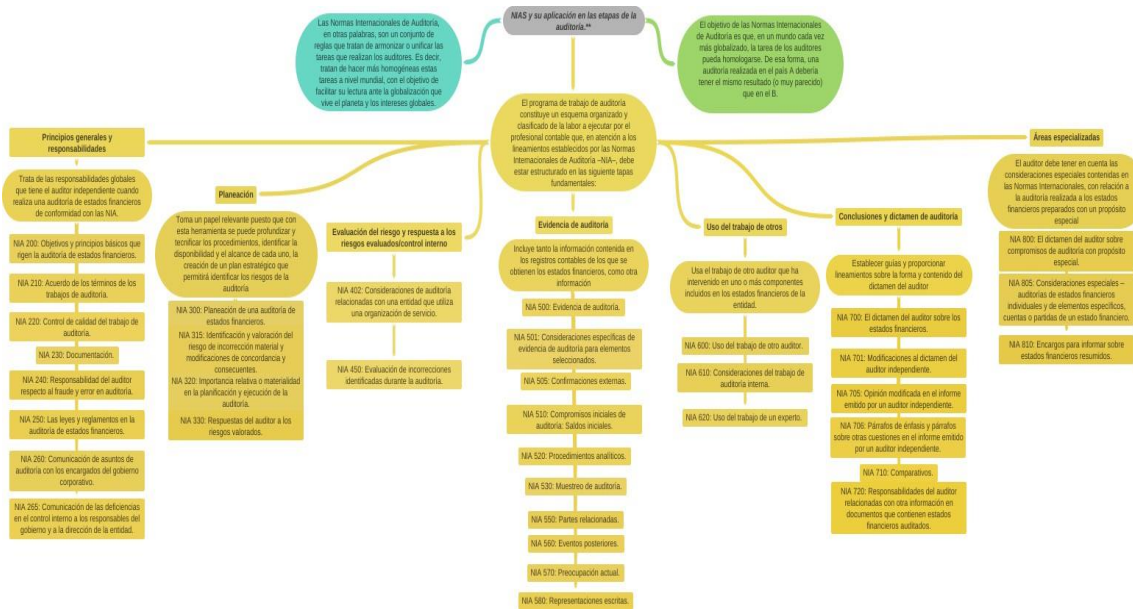 NIAS y su aplicación en las etapas de la
auditoría.**
Las Normas Internacionales de Auditoría,
en otras palabras, son un conjunto de
reglas que tratan de armonizar o unificar las
tareas que realizan los auditores. Es decir,
tratan de hacer más homogéneas estas
tareas a nivel mundial, con el objetivo de
facilitar su lectura ante la globalización que
vive el planeta y los intereses globales.
El objetivo de las Normas Internacionales
de Auditoría es que, en un mundo cada vez
más globalizado, la tarea de los auditores
pueda homologarse. De esa forma, una
auditoría realizada en el país A debería
tener el mismo resultado (o muy parecido)
que en el B.
El programa de trabajo de auditoría
constituye un esquema organizado y
clasificado de la labor a ejecutar por el
profesional contable que, en atención a los
lineamientos establecidos por las Normas
Internacionales de Auditoría –NIA–, debe
estar estructurado en las siguiente tapas
fundamentales:
Principios generales y
responsabilidades
Trata de las responsabilidades globales
que tiene el auditor independiente cuando
realiza una auditoría de estados financieros
de conformidad con las NIA.
NIA 200: Objetivos y principios básicos que
rigen la auditoría de estados financieros.
NIA 210: Acuerdo de los términos de los
trabajos de auditoría.
NIA 220: Control de calidad del trabajo de
auditoría.
NIA 230: Documentación.
NIA 240: Responsabilidad del auditor
respecto al fraude y error en auditoría.
NIA 250: Las leyes y reglamentos en la
auditoría de estados financieros.
NIA 260: Comunicación de asuntos de
auditoría con los encargados del gobierno
corporativo.
NIA 265: Comunicación de las deficiencias
en el control interno a los responsables del
gobierno y a la dirección de la entidad.
Planeación
Toma un papel relevante puesto que con
esta herramienta se puede profundizar y
tecnificar los procedimientos, identificar la
disponibilidad y el alcance de cada uno, la
creación de un plan estratégico que
permitirá identificar los riesgos de la
auditoría
NIA 300: Planeación de una auditoría de
estados financieros.
NIA 315: Identificación y valoración del
riesgo de incorrección material y
modificaciones de concordancia y
consecuentes.
NIA 320: Importancia relativa o materialidad
en la planificación y ejecución de la
auditoría.
NIA 330: Respuestas del auditor a los
riesgos valorados.
Evaluación del riesgo y respuesta a los
riesgos evaluados/control interno
NIA 402: Consideraciones de auditoría
relacionadas con una entidad que utiliza
una organización de servicio.
NIA 450: Evaluación de incorrecciones
identificadas durante la auditoría.
Evidencia de auditoría
Incluye tanto la información contenida en
los registros contables de los que se
obtienen los estados financieros, como otra
información
NIA 500: Evidencia de auditoría.
NIA 501: Consideraciones específicas de
evidencia de auditoría para elementos
seleccionados.
NIA 505: Confirmaciones externas.
NIA 510: Compromisos iniciales de
auditoría: Saldos iniciales.
NIA 520: Procedimientos analíticos.
NIA 530: Muestreo de auditoría.
NIA 550: Partes relacionadas.
NIA 560: Eventos posteriores.
NIA 570: Preocupación actual.
NIA 580: Representaciones escritas.
Uso del trabajo de otros
Usa el trabajo de otro auditor que ha
intervenido en uno o más componentes
incluidos en los estados financieros de la
entidad.
NIA 600: Uso del trabajo de otro auditor.
NIA 610: Consideraciones del trabajo de
auditoría interna.
NIA 620: Uso del trabajo de un experto.
Conclusiones y dictamen de auditoría
Establecer guías y proporcionar
lineamientos sobre la forma y contenido del
dictamen del auditor
NIA 700: El dictamen del auditor sobre los
estados financieros.
NIA 701: Modificaciones al dictamen del
auditor independiente.
NIA 705: Opinión modificada en el informe
emitido por un auditor independiente.
NIA 706: Párrafos de énfasis y párrafos
sobre otras cuestiones en el informe emitido
por un auditor independiente.
NIA 710: Comparativos.
NIA 720: Responsabilidades del auditor
relacionadas con otra información en
documentos que contienen estados
financieros auditados.
Áreas especializadas
El auditor debe tener en cuenta las
consideraciones especiales contenidas en
las Normas Internacionales, con relación a
la auditoría realizada a los estados
financieros preparados con un propósito
especial
NIA 800: El dictamen del auditor sobre
compromisos de auditoría con propósito
especial.
NIA 805: Consideraciones especiales –
auditorías de estados financieros
individuales y de elementos específicos,
cuentas o partidas de un estado financiero.
NIA 810: Encargos para informar sobre
estados financieros resumidos.